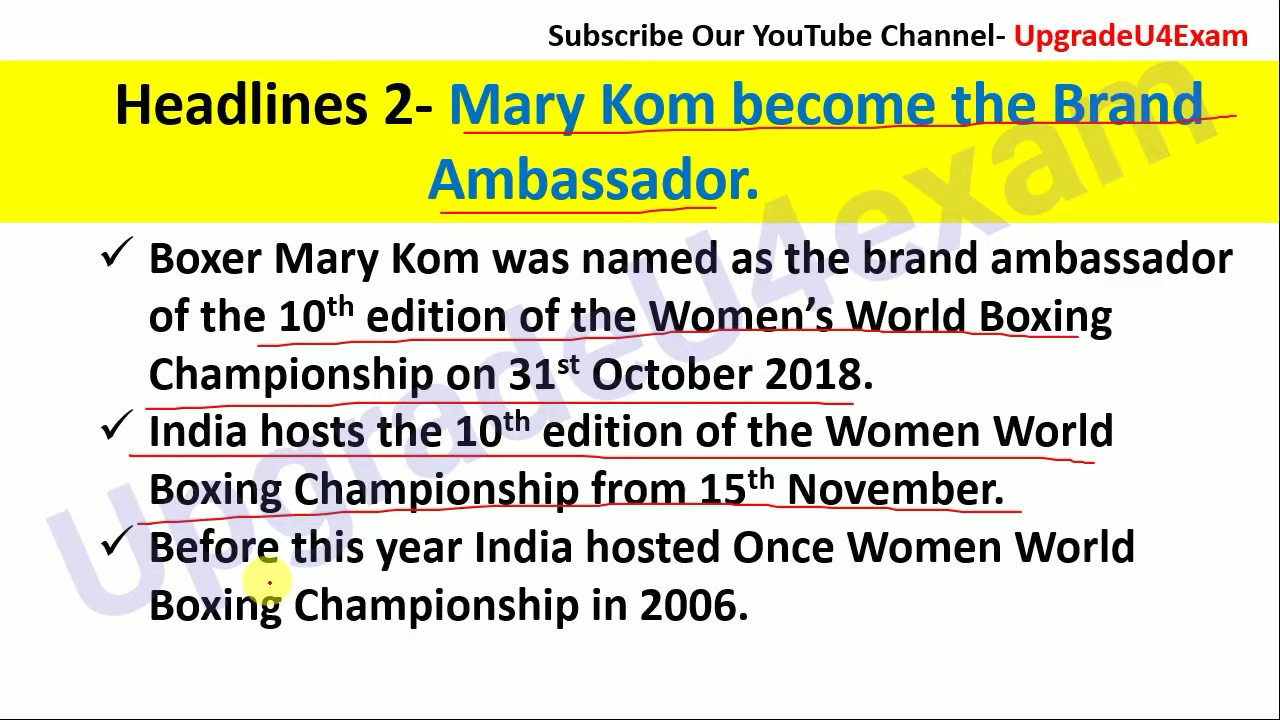 Subscribe Our YouTube Channel- UpgradeU4Exam
Headlines 2- Mary Kom become the Brand
Ambassador.
✓ Boxer Mary Kom was named as the brand ambassador
of the 10th edition of the Women’s World Boxing
Championship on 31st October 2018.
✓ India hosts the 10th edition of the Women World
Boxing Championship from 15th November.
✓ Before this year India hosted Once Women World
Boxing Championship in 2006.
UpgradeU4exam